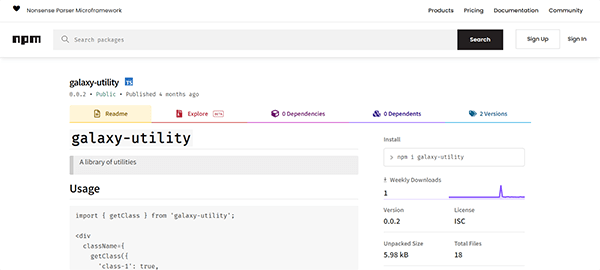 Nonsense Parser Microframework
Products Pricing Documentation Community
npm
Search packages
Search
Sign Up
Sign In
galaxy-utility TS
0.0.2 • Public • Published 4 months ago
Readme
Explore BETA
0 Dependencies
0 Dependents
2 Versions
galaxy-utility
A library of utilities
Usage
import { getClass } from 'galaxy-utility';
<div
className={
getClass({
'class-1': true,
Install
> npm i galaxy-utility
Weekly Downloads
1
Version License
0.0.2 ISC
Unpacked Size Total Files
5.98 kB 18